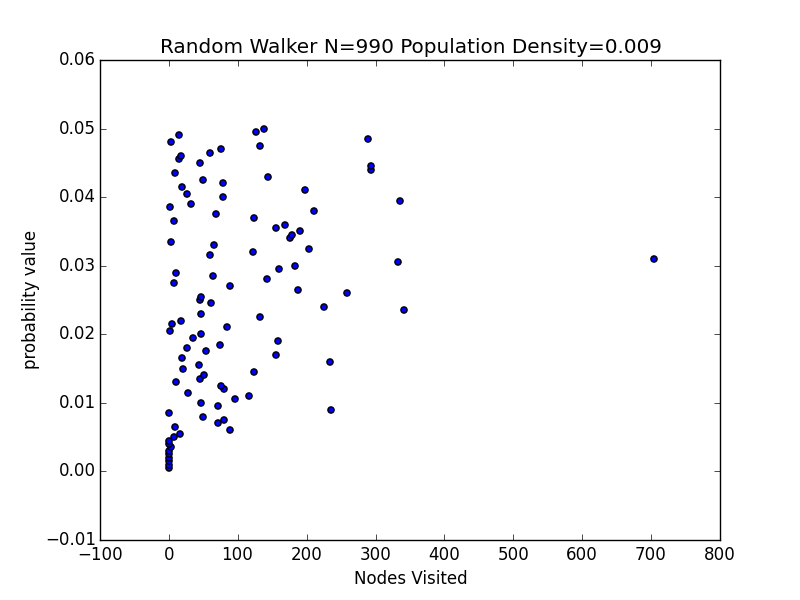 Random Walker N=990 Population Density=0.009
0.06
0.05
0.04
0.03
0.02
0.01
0.00
−0.01
probability value
−100 0 100 200 300 400 500 600 700 800
Nodes Visited